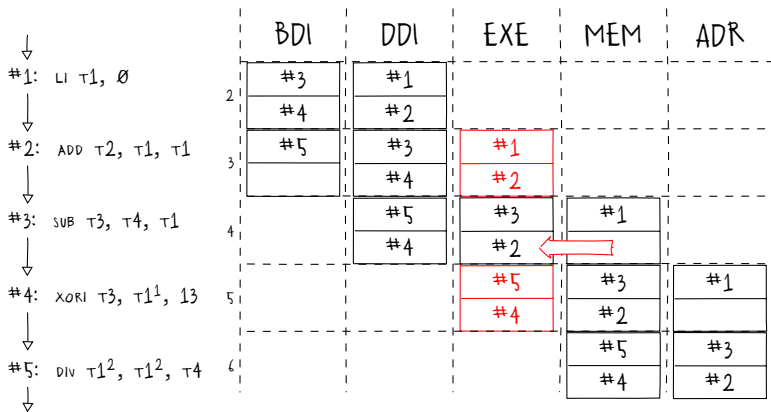 BDI DDI EXE MEM ADR
#1: LI T1, Ø
2 #3 #1
#4 #2
#2: ADD T2, T1, T1
3 #5 #3 #1
#4 #2
#3: SUB T3, T4, T1
4 #5 #3 #1
#4 #2
#4: XORI T3, T1¹, 13
5 #5 #3 #1
#4 #2
#5: DIV T1², T1², T4
6 #5 #3
#4 #2